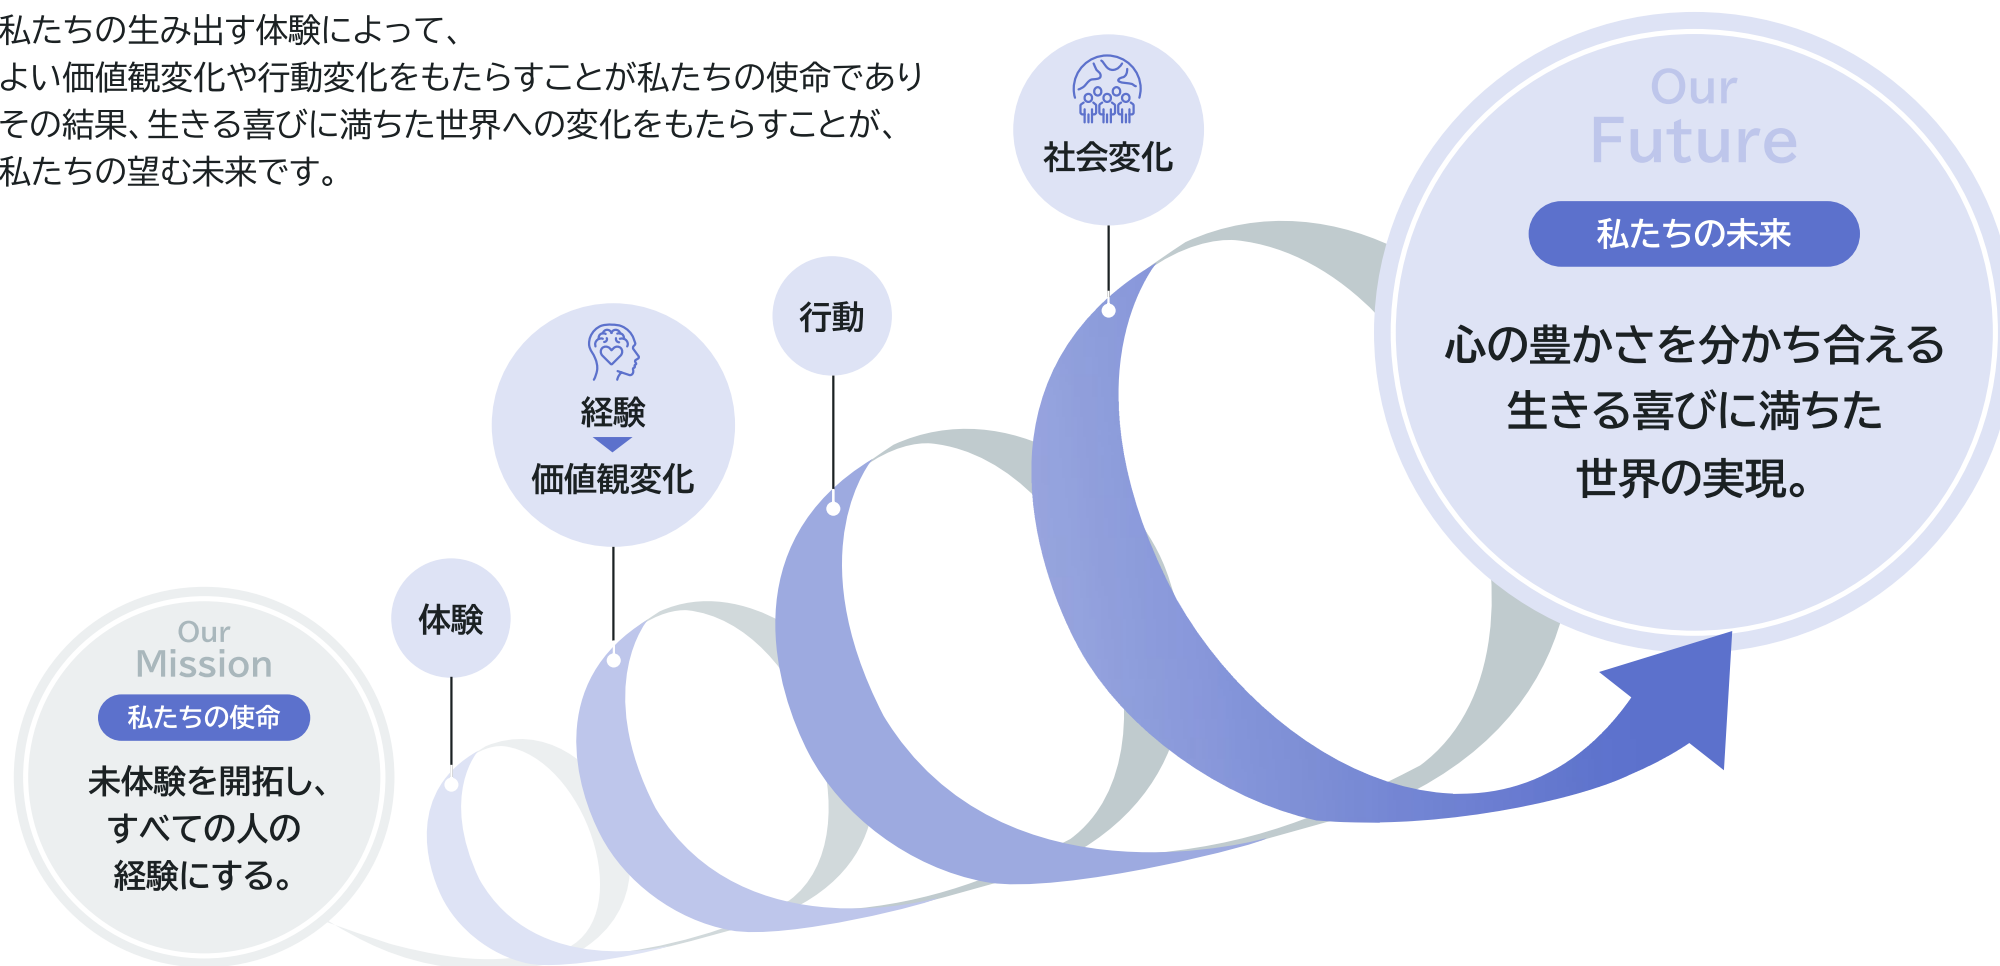 私たちの生み出す体験によって、
よい価値観変化や行動変化をもたらすことが私たちの使命であり
その結果、生きる喜びに満ちた世界への変化をもたらすことが、
私たちの望む未来です。
Our
Mission
私たちの使命
未体験を開拓し、
すべての人の
経験にする。
体験
経験
価値観変化
行動
社会変化
Our
Future
私たちの未来
心の豊かさを分かち合える
生きる喜びに満ちた
世界の実現。